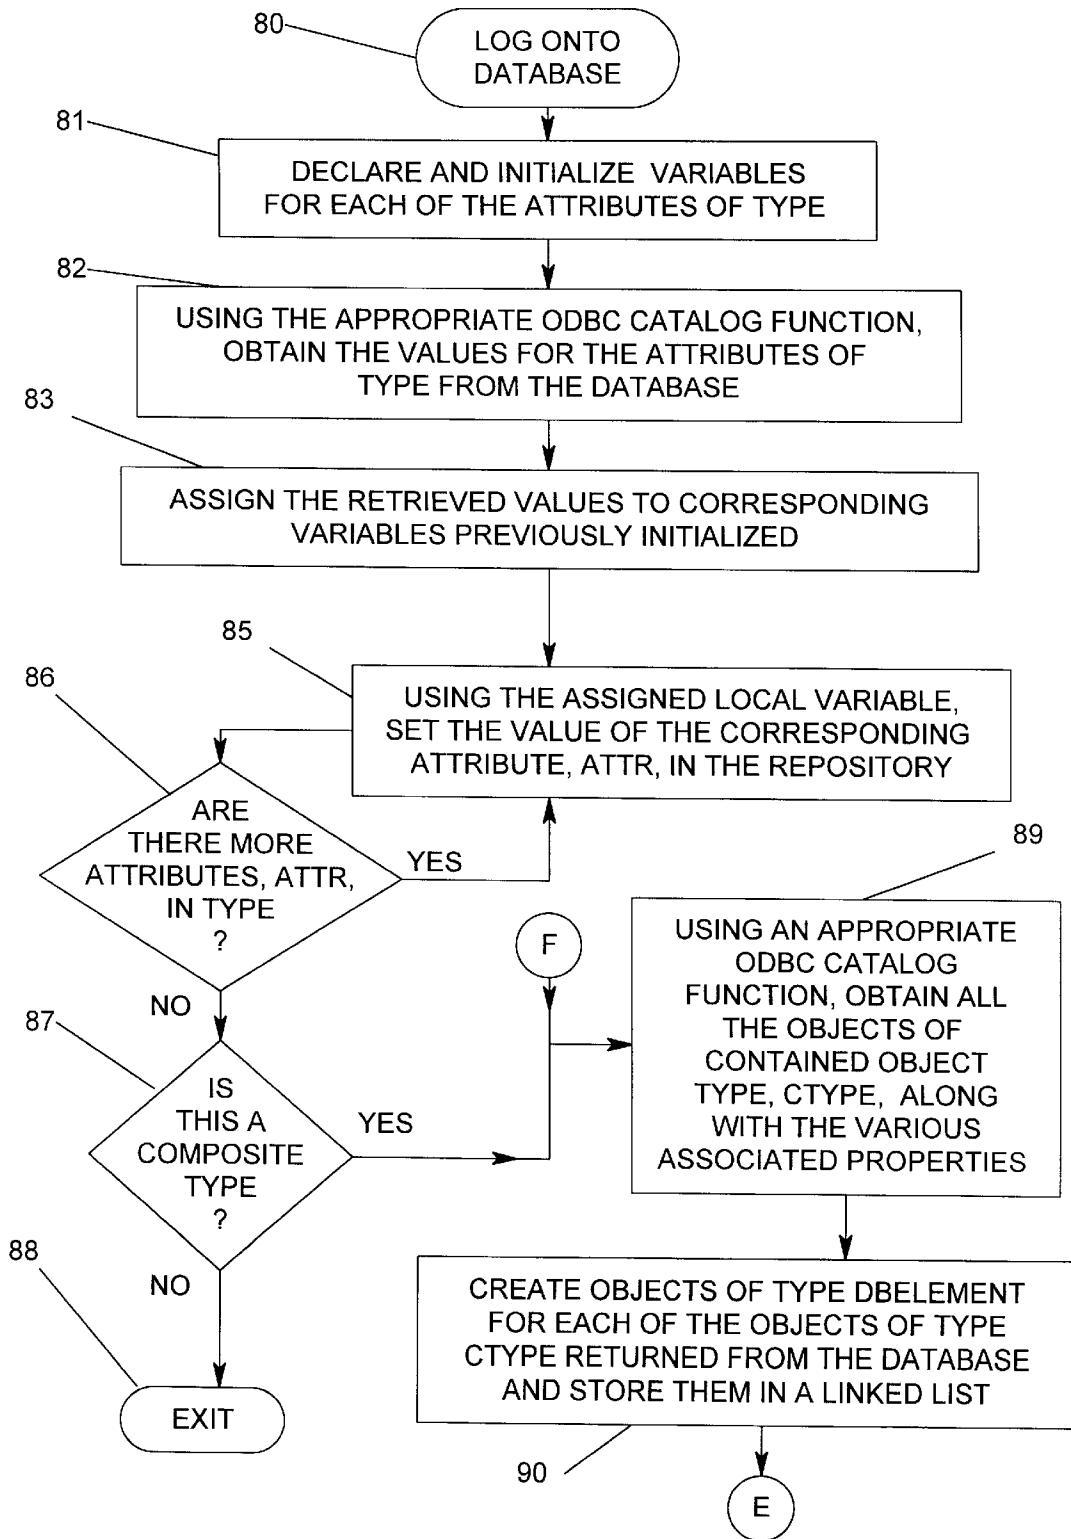 80
LOG ONTO
DATABASE
81
DECLARE AND INITIALIZE VARIABLES
FOR EACH OF THE ATTRIBUTES OF TYPE
82
USING THE APPROPRIATE ODBC CATALOG FUNCTION,
OBTAIN THE VALUES FOR THE ATTRIBUTES OF
TYPE FROM THE DATABASE
83
ASSIGN THE RETRIEVED VALUES TO CORRESPONDING
VARIABLES PREVIOUSLY INITIALIZED
85
USING THE ASSIGNED LOCAL VARIABLE,
SET THE VALUE OF THE CORRESPONDING
ATTRIBUTE, ATTR, IN THE REPOSITORY
86
ARE
THERE MORE
ATTRIBUTES, ATTR,
IN TYPE
?
YES
NO
87
IS
THIS A
COMPOSITE
TYPE
?
YES
NO
88
EXIT
F
89
USING AN APPROPRIATE
ODBC CATALOG
FUNCTION, OBTAIN ALL
THE OBJECTS OF
CONTAINED OBJECT
TYPE, CTYPE, ALONG
WITH THE VARIOUS
ASSOCIATED PROPERTIES
CREATE OBJECTS OF TYPE DBELEMENT
FOR EACH OF THE OBJECTS OF TYPE
CTYPE RETURNED FROM THE DATABASE
AND STORE THEM IN A LINKED LIST
90
E